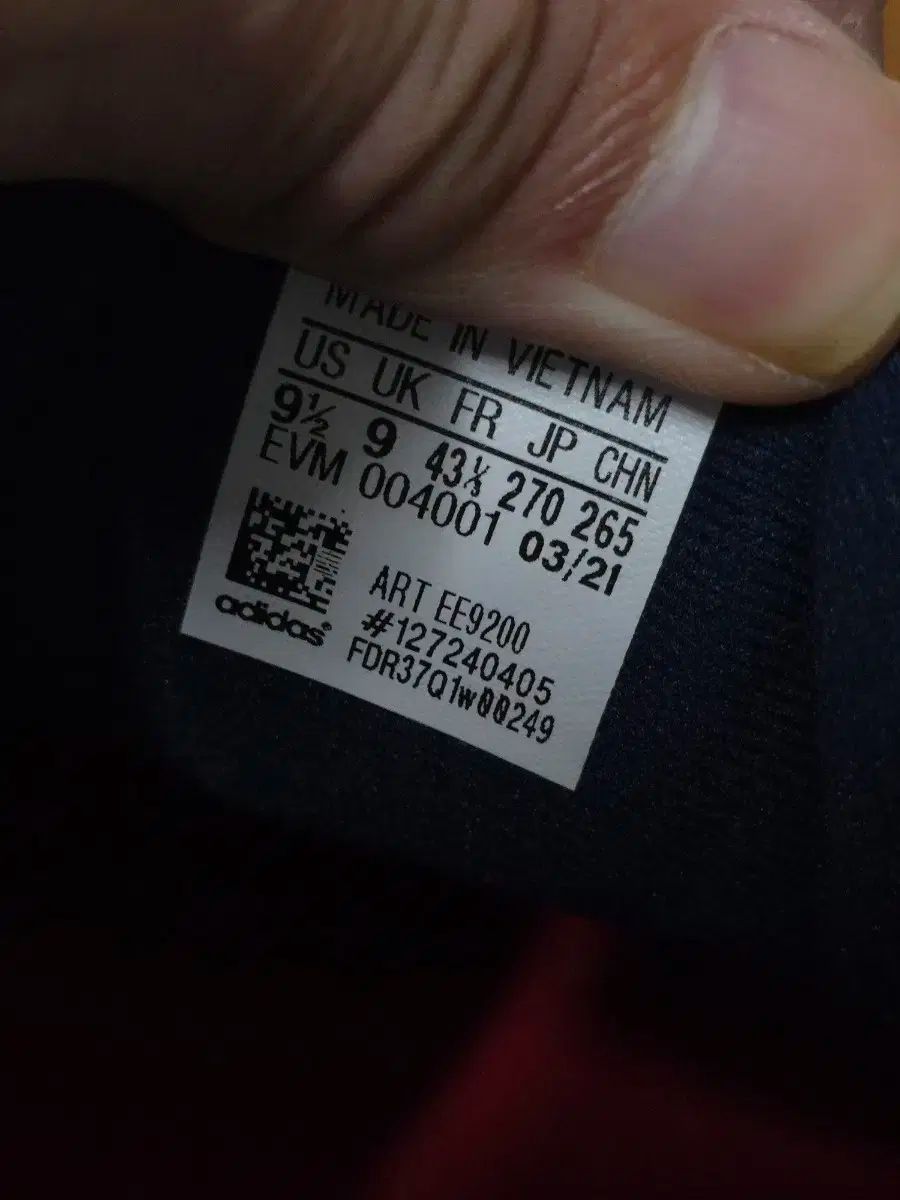 MADE IN VIETNAM
US UK FR JP CHN
9½ 9 43⅓ 270 265
EVM 004001 03/21
ART EE9200
#127240405
FDR37Q1w00249
adidas